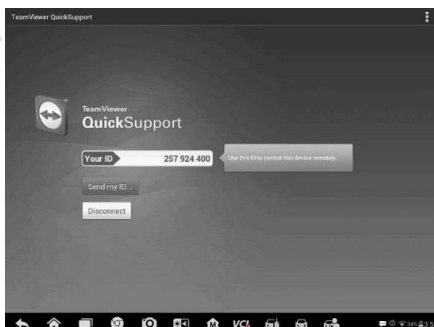 TeamViewer QuickSupport
TeamViewer
QuickSupport
Your ID 257 924 400
Use this ID to control this device remotely.
Send my ID...
Disconnect
VCI